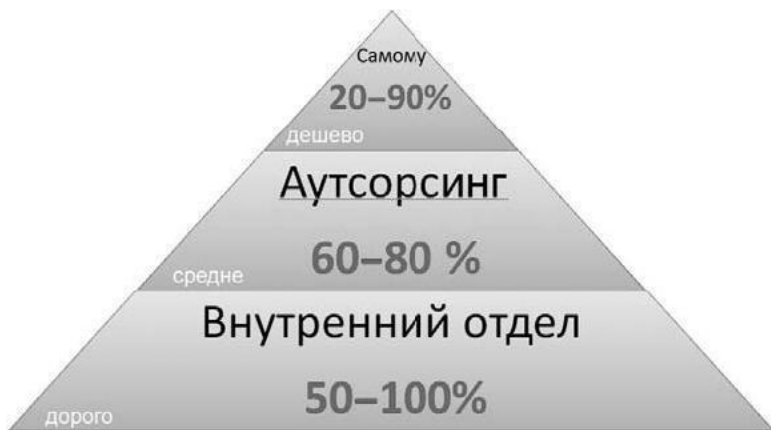 Самому
20–90%
дешево
Аутсорсинг
60–80 %
средне
Внутренний отдел
50–100%
дорого